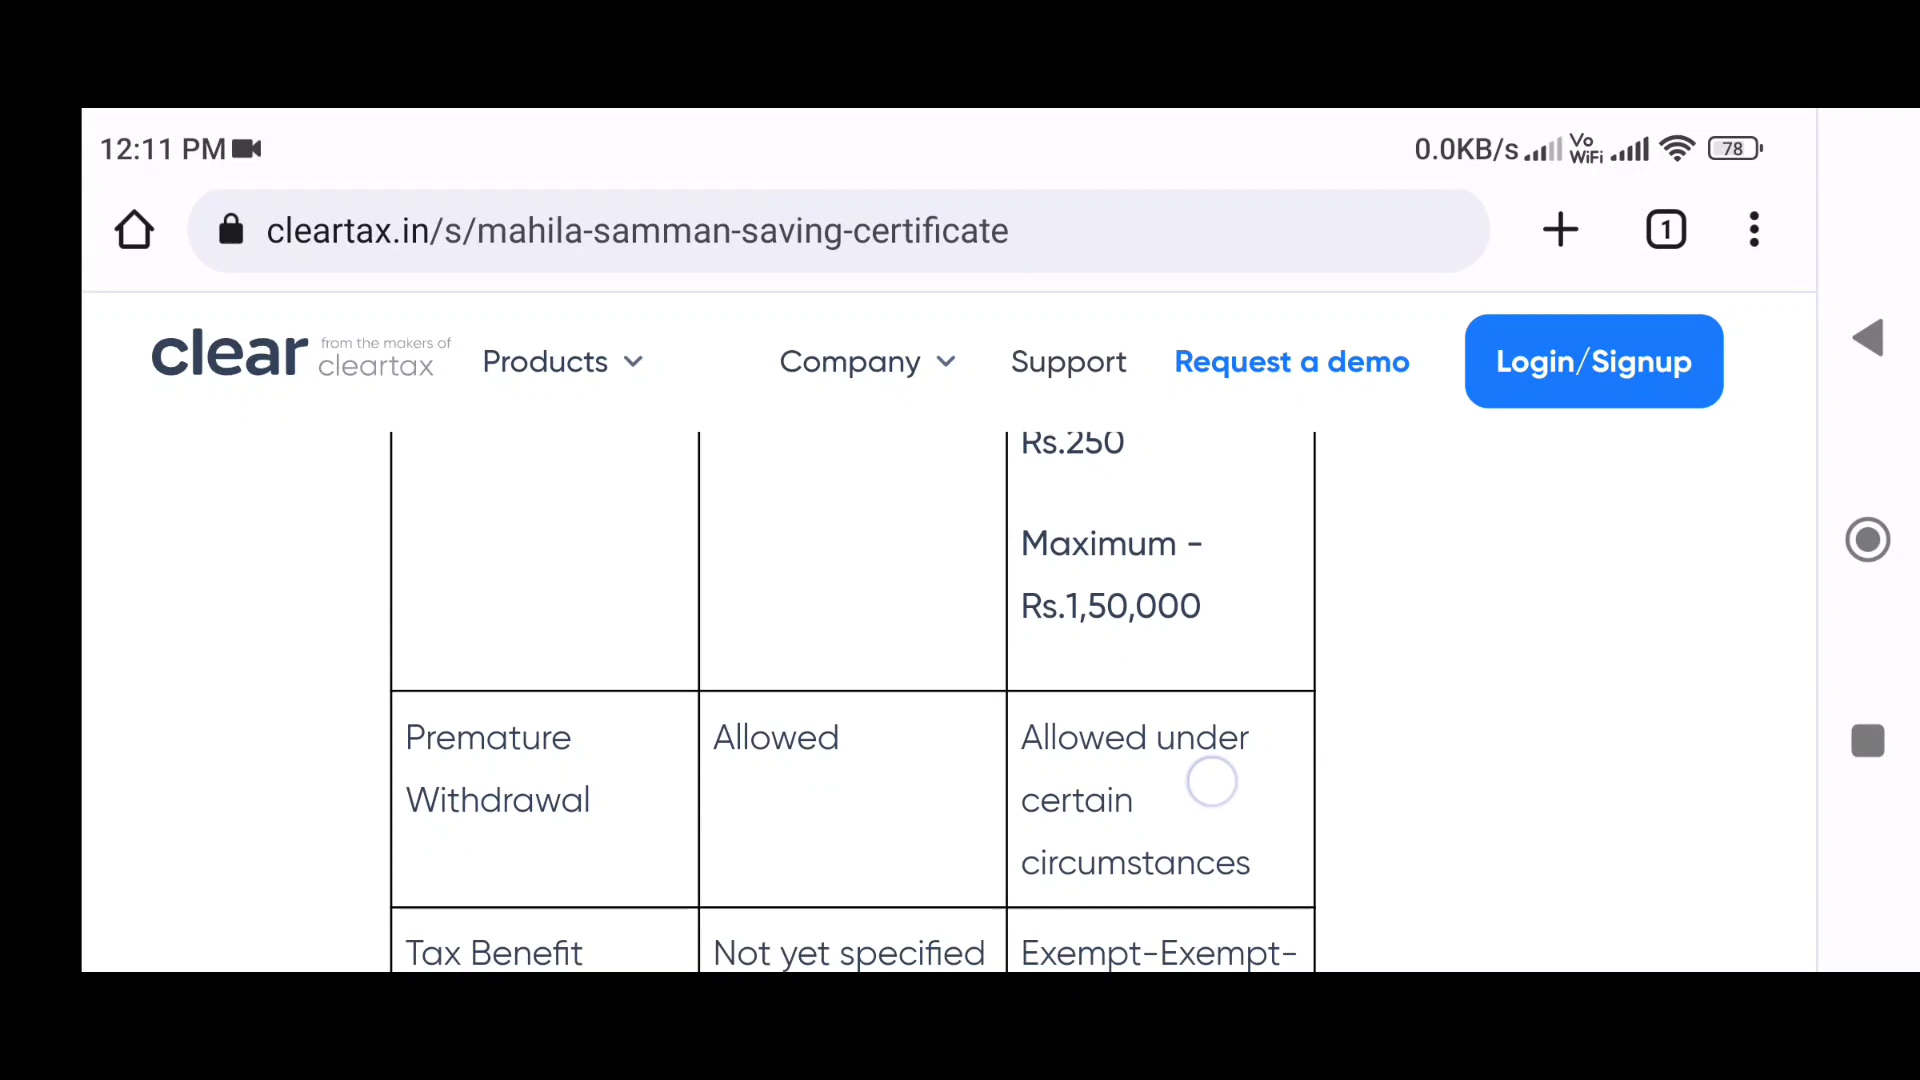 12:11 PM
0.0KB/s Vo WiFi 78
cleartax.in/s/mahila-samman-saving-certificate
1
clear from the makers of cleartax
Products
Company
Support
Request a demo
Login/Signup
Rs.250
Maximum -
Rs.1,50,000
Premature
Withdrawal
Allowed
Allowed under
certain
circumstances
Tax Benefit
Not yet specified
Exempt-Exempt-